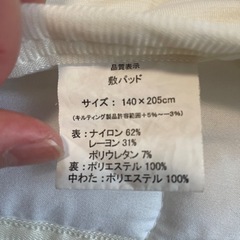 品質表示
敷パッド
サイズ：140×205cm
（キルティング製品許容範囲+5%～−3%）
表：ナイロン 62%
レーヨン 31%
ポリウレタン 7%
裏：ポリエステル 100%
中わた：ポリエステル 100%